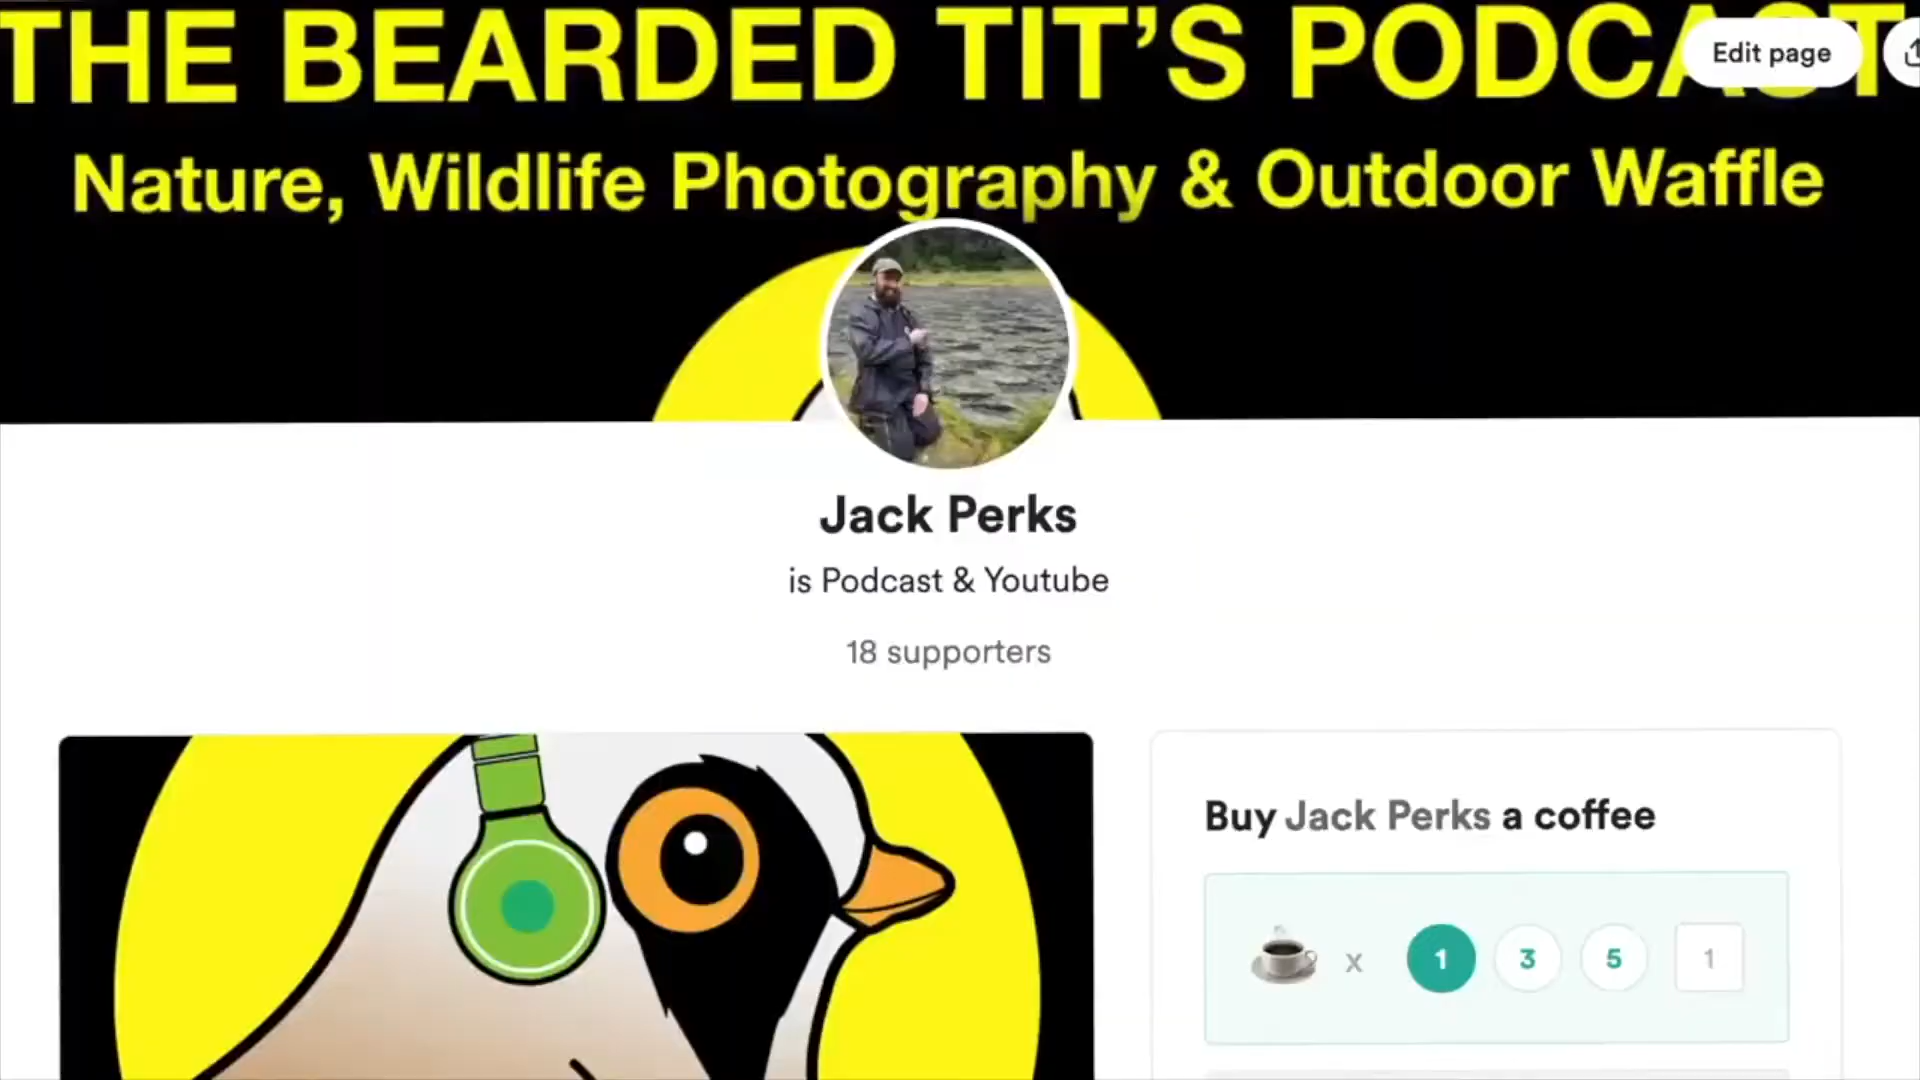 THE BEARDED TIT'S PODCAST
Edit page
Nature, Wildlife Photography & Outdoor Waffle
Jack Perks
is Podcast & Youtube
18 supporters
Buy Jack Perks a coffee
x 1 3 5 1